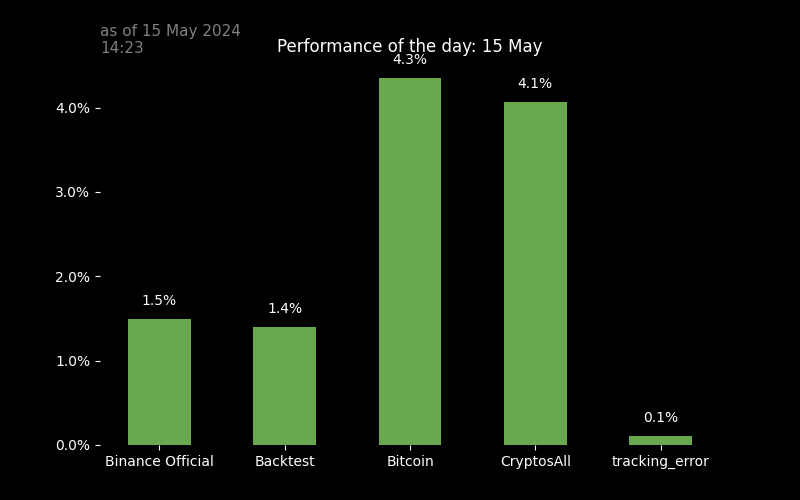 as of 15 May 2024
14:23
Performance of the day: 15 May
4.3%
4.1%
4.0%
3.0%
2.0%
1.5%
1.4%
1.0%
0.1%
0.0%
Binance Official
Backtest
Bitcoin
CryptosAll
tracking_error